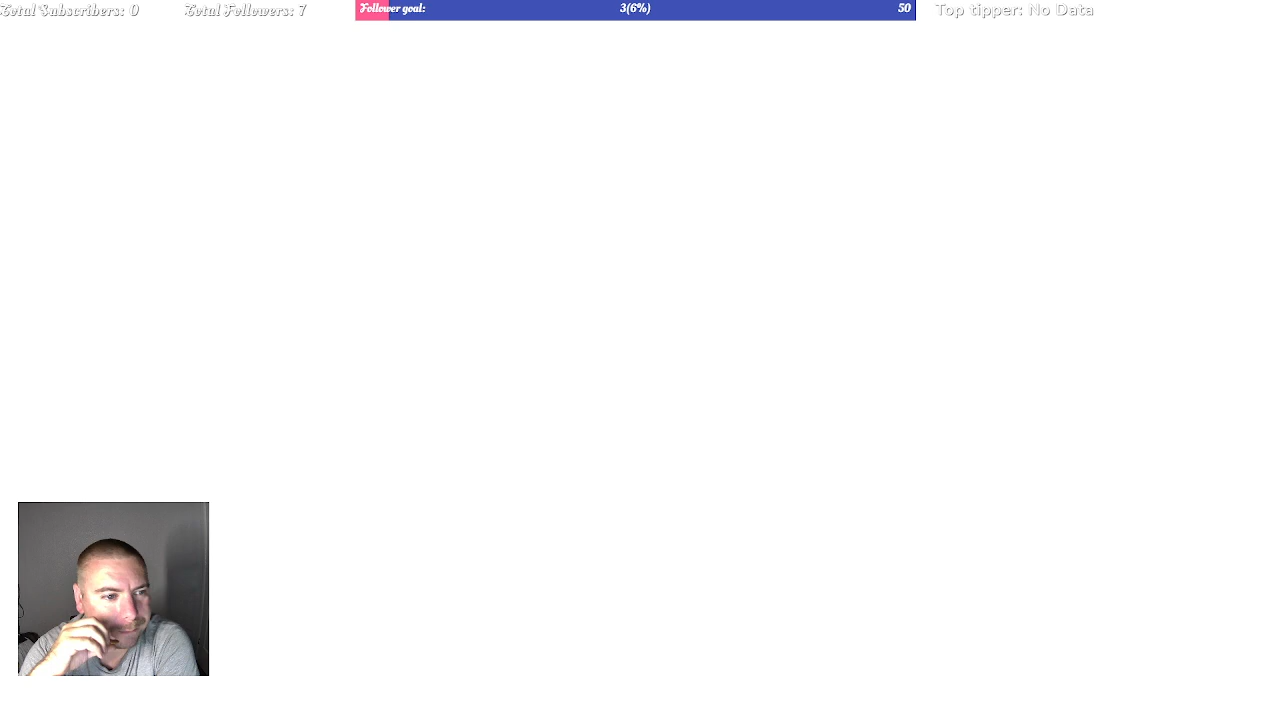 Total Subscribers: 0
Total Followers: 7
Follower goal:
3(6%)
50
Top tipper: No Data